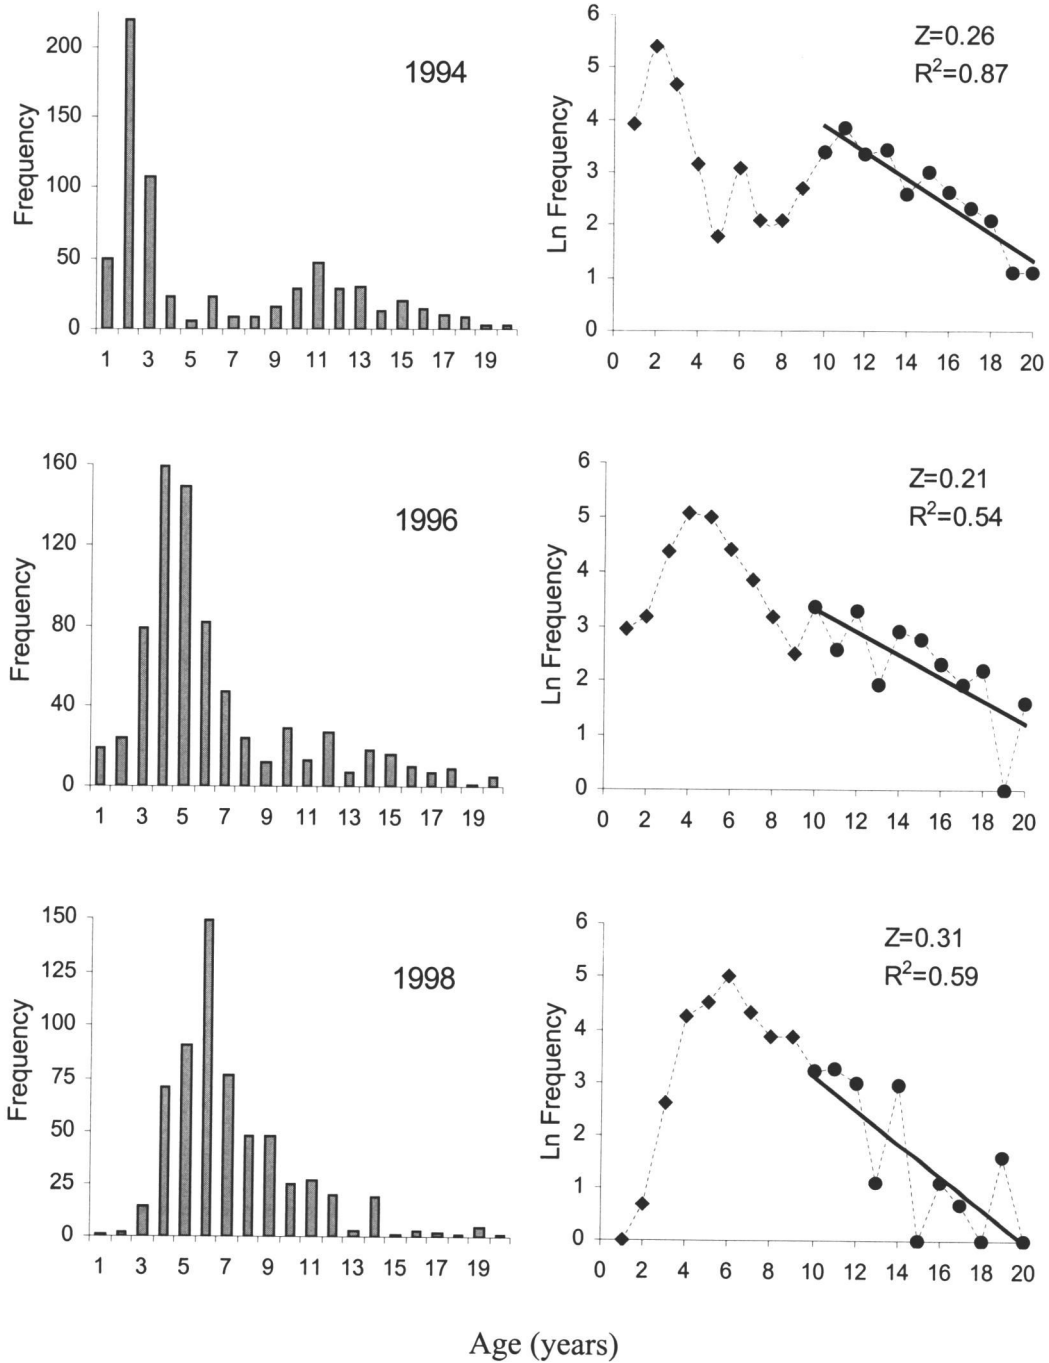 200
150
100
50
0
Frequency
1994
1 3 5 7 9 11 13 15 17 19
6
5
4
3
2
1
0
Ln Frequency
Z=0.26
R²=0.87
0 2 4 6 8 10 12 14 16 18 20
160
120
80
40
0
Frequency
1996
1 3 5 7 9 11 13 15 17 19
6
5
4
3
2
1
0
Ln Frequency
Z=0.21
R²=0.54
0 2 4 6 8 10 12 14 16 18 20
150
125
100
75
50
25
0
Frequency
1998
1 3 5 7 9 11 13 15 17 19
6
5
4
3
2
1
0
Ln Frequency
Z=0.31
R²=0.59
0 2 4 6 8 10 12 14 16 18 20
Age (years)